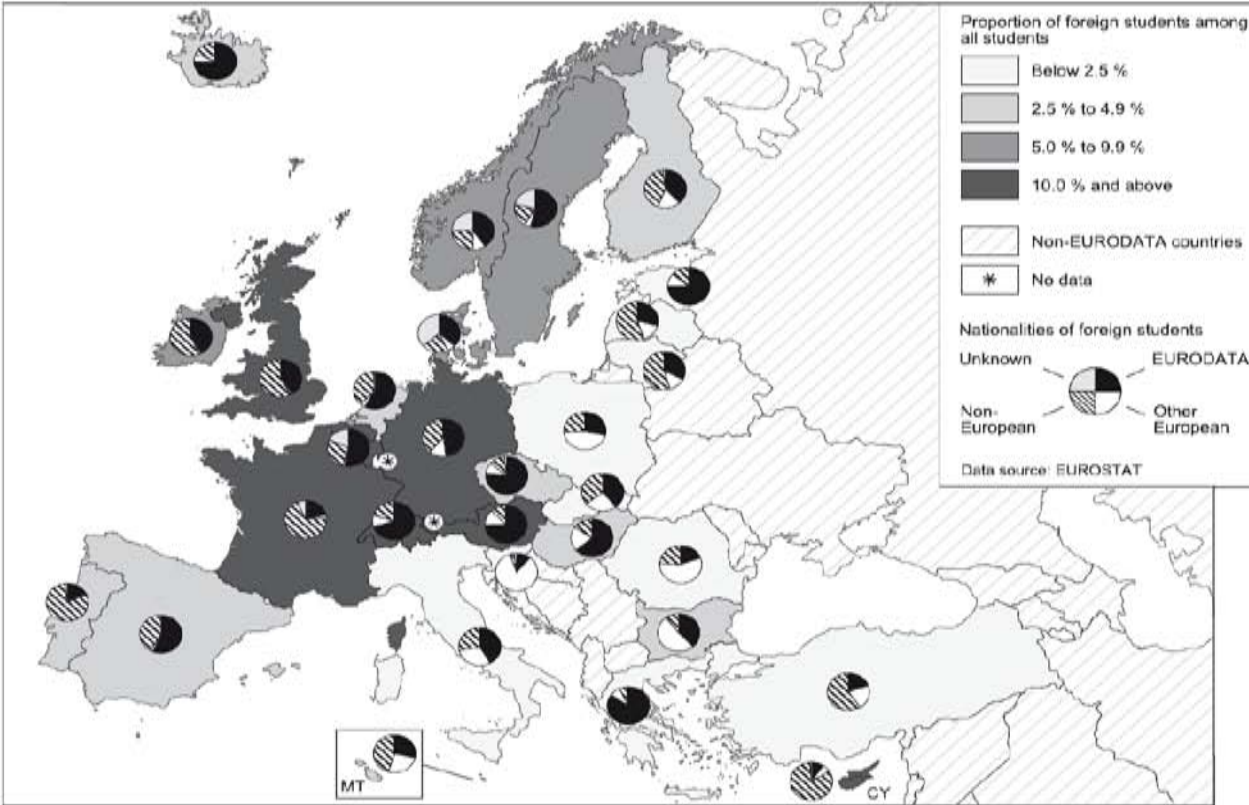 Proportion of foreign students among
all students
Below 2.5 %
2.5 % to 4.9 %
5.0 % to 9.9 %
10.0 % and above
Non-EURODATA countries
* No data
Nationalities of foreign students
Unknown EURODATA
Non-
European
Other
European
Data source: EUROSTAT
*
*
MT
CY